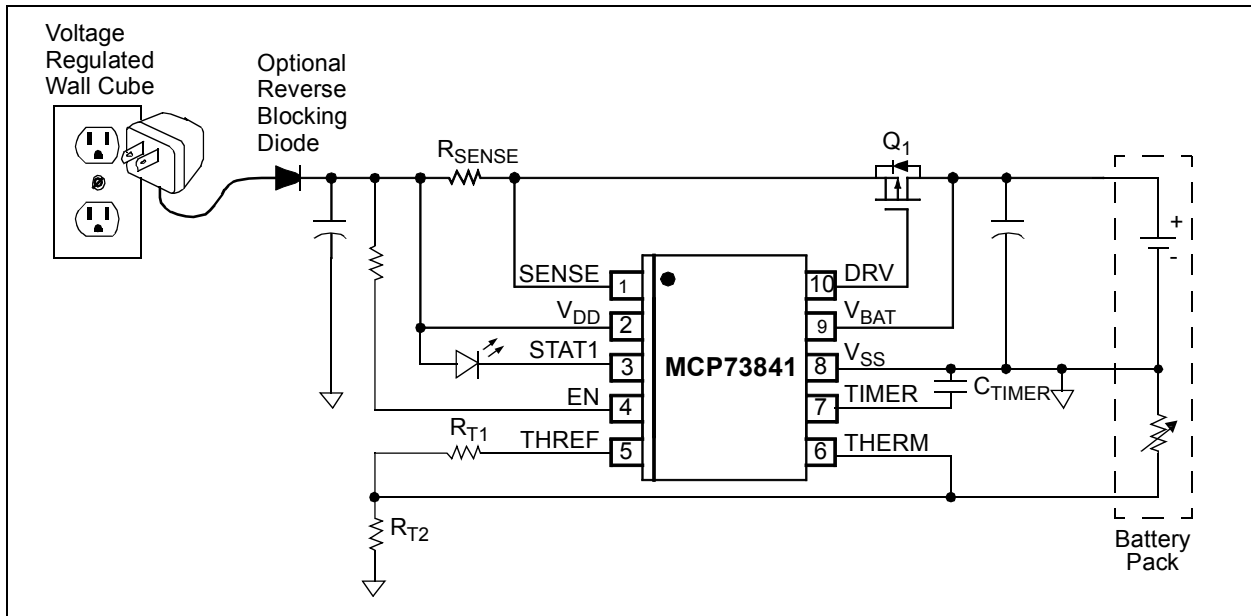 Voltage
Regulated
Wall Cube
Optional
Reverse
Blocking
Diode
RSENSE
Q1
SENSE
1
VDD
2
STAT1
3
EN
4
RT1
THREF
5
MCP73841
10
DRV
9
VBAT
8
VSS
7
TIMER
CTIMER
6
THERM
+
-
RT2
Battery
Pack